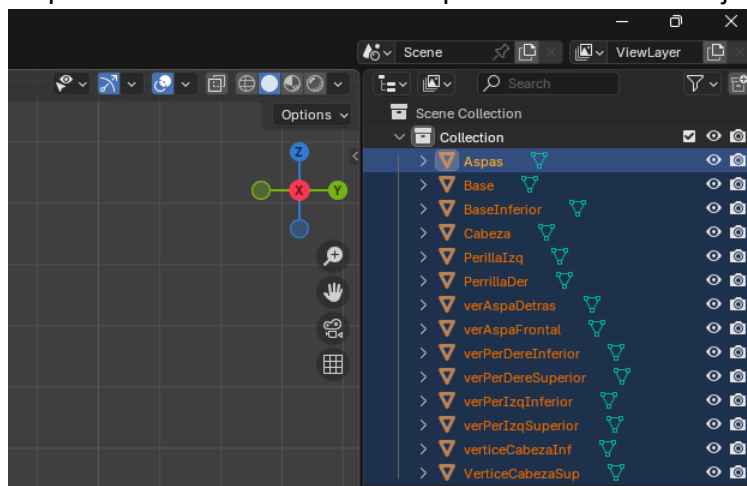 Scene
ViewLayer
Search
Options
Scene Collection
Collection
Z
X
Y
Aspas
Base
BaseInferior
Cabeza
PerillaIzq
PerrillaDer
verAspaDetras
verAspaFrontal
verPerDereInferior
verPerDereSuperior
verPerIzqInferior
verPerIzqSuperior
verticeCabezaInf
VerticeCabezaSup